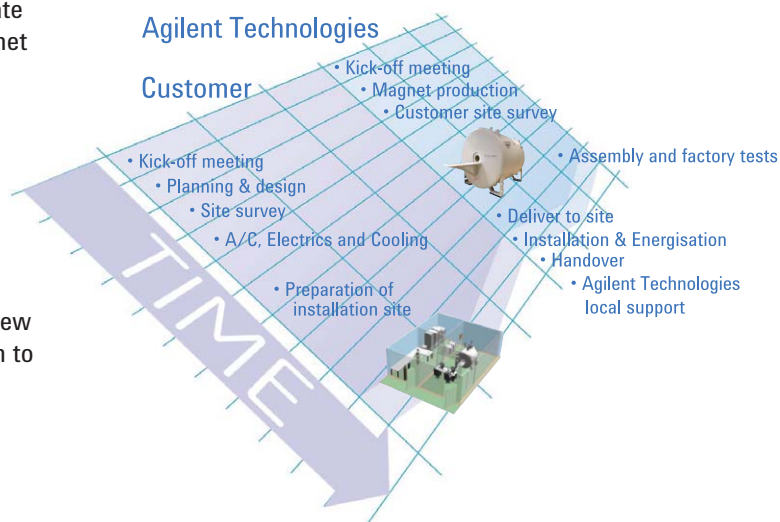 ate
net
ew
n to
Agilent Technologies
Customer
• Kick-off meeting
• Magnet production
• Customer site survey
• Assembly and factory tests
• Kick-off meeting
• Planning & design
• Site survey
• A/C, Electrics and Cooling
• Preparation of
installation site
• Deliver to site
• Installation & Energisation
• Handover
• Agilent Technologies
local support
TIME